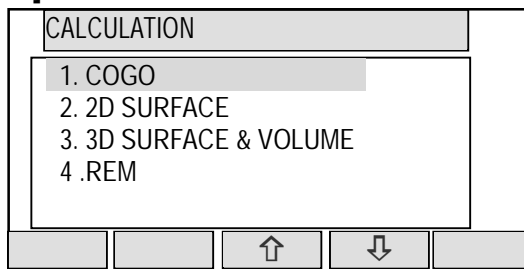 CALCULATION
1. COGO
2. 2D SURFACE
3. 3D SURFACE & VOLUME
4 .REM